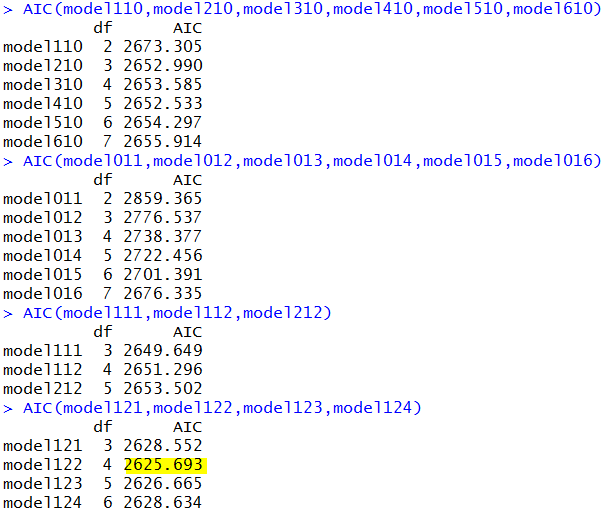 > AIC(model110,model210,model310,model410,model510,model610)
df AIC
model110 2 2673.305
model210 3 2652.990
model310 4 2653.585
model410 5 2652.533
model510 6 2654.297
model610 7 2655.914
> AIC(model011,model012,model013,model014,model015,model016)
df AIC
model011 2 2859.365
model012 3 2776.537
model013 4 2738.377
model014 5 2722.456
model015 6 2701.391
model016 7 2676.335
> AIC(model111,model112,model212)
df AIC
model111 3 2649.649
model112 4 2651.296
model212 5 2653.502
> AIC(model121,model122,model123,model124)
df AIC
model121 3 2628.552
model122 4 2625.693
model123 5 2626.665
model124 6 2628.634